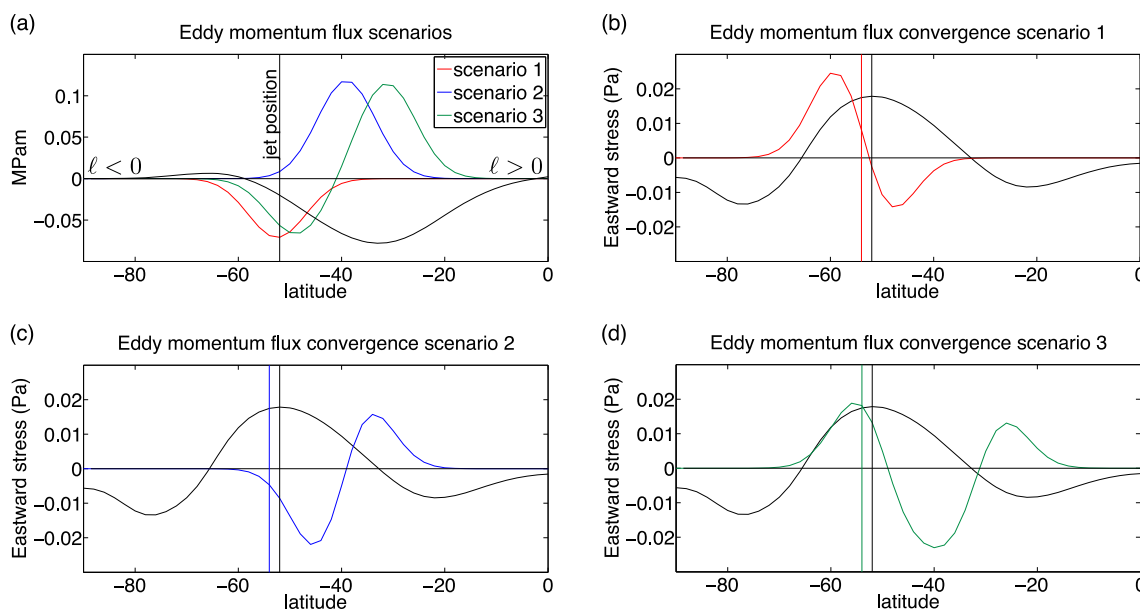 (a)
Eddy momentum flux scenarios
scenario 1
scenario 2
scenario 3
jet position
ℓ < 0
ℓ > 0
MPam
0.1
0.05
0
−0.05
−80
−60
−40
−20
0
latitude
(b)
Eddy momentum flux convergence scenario 1
Eastward stress (Pa)
0.02
0.01
0
−0.01
0.02
−80
−60
−40
−20
0
latitude
(c)
Eddy momentum flux convergence scenario 2
Eastward stress (Pa)
0.02
0.01
0
−0.01
0.02
−80
−60
−40
−20
0
latitude
(d)
Eddy momentum flux convergence scenario 3
Eastward stress (Pa)
0.02
0.01
0
−0.01
0.02
−80
−60
−40
−20
0
latitude